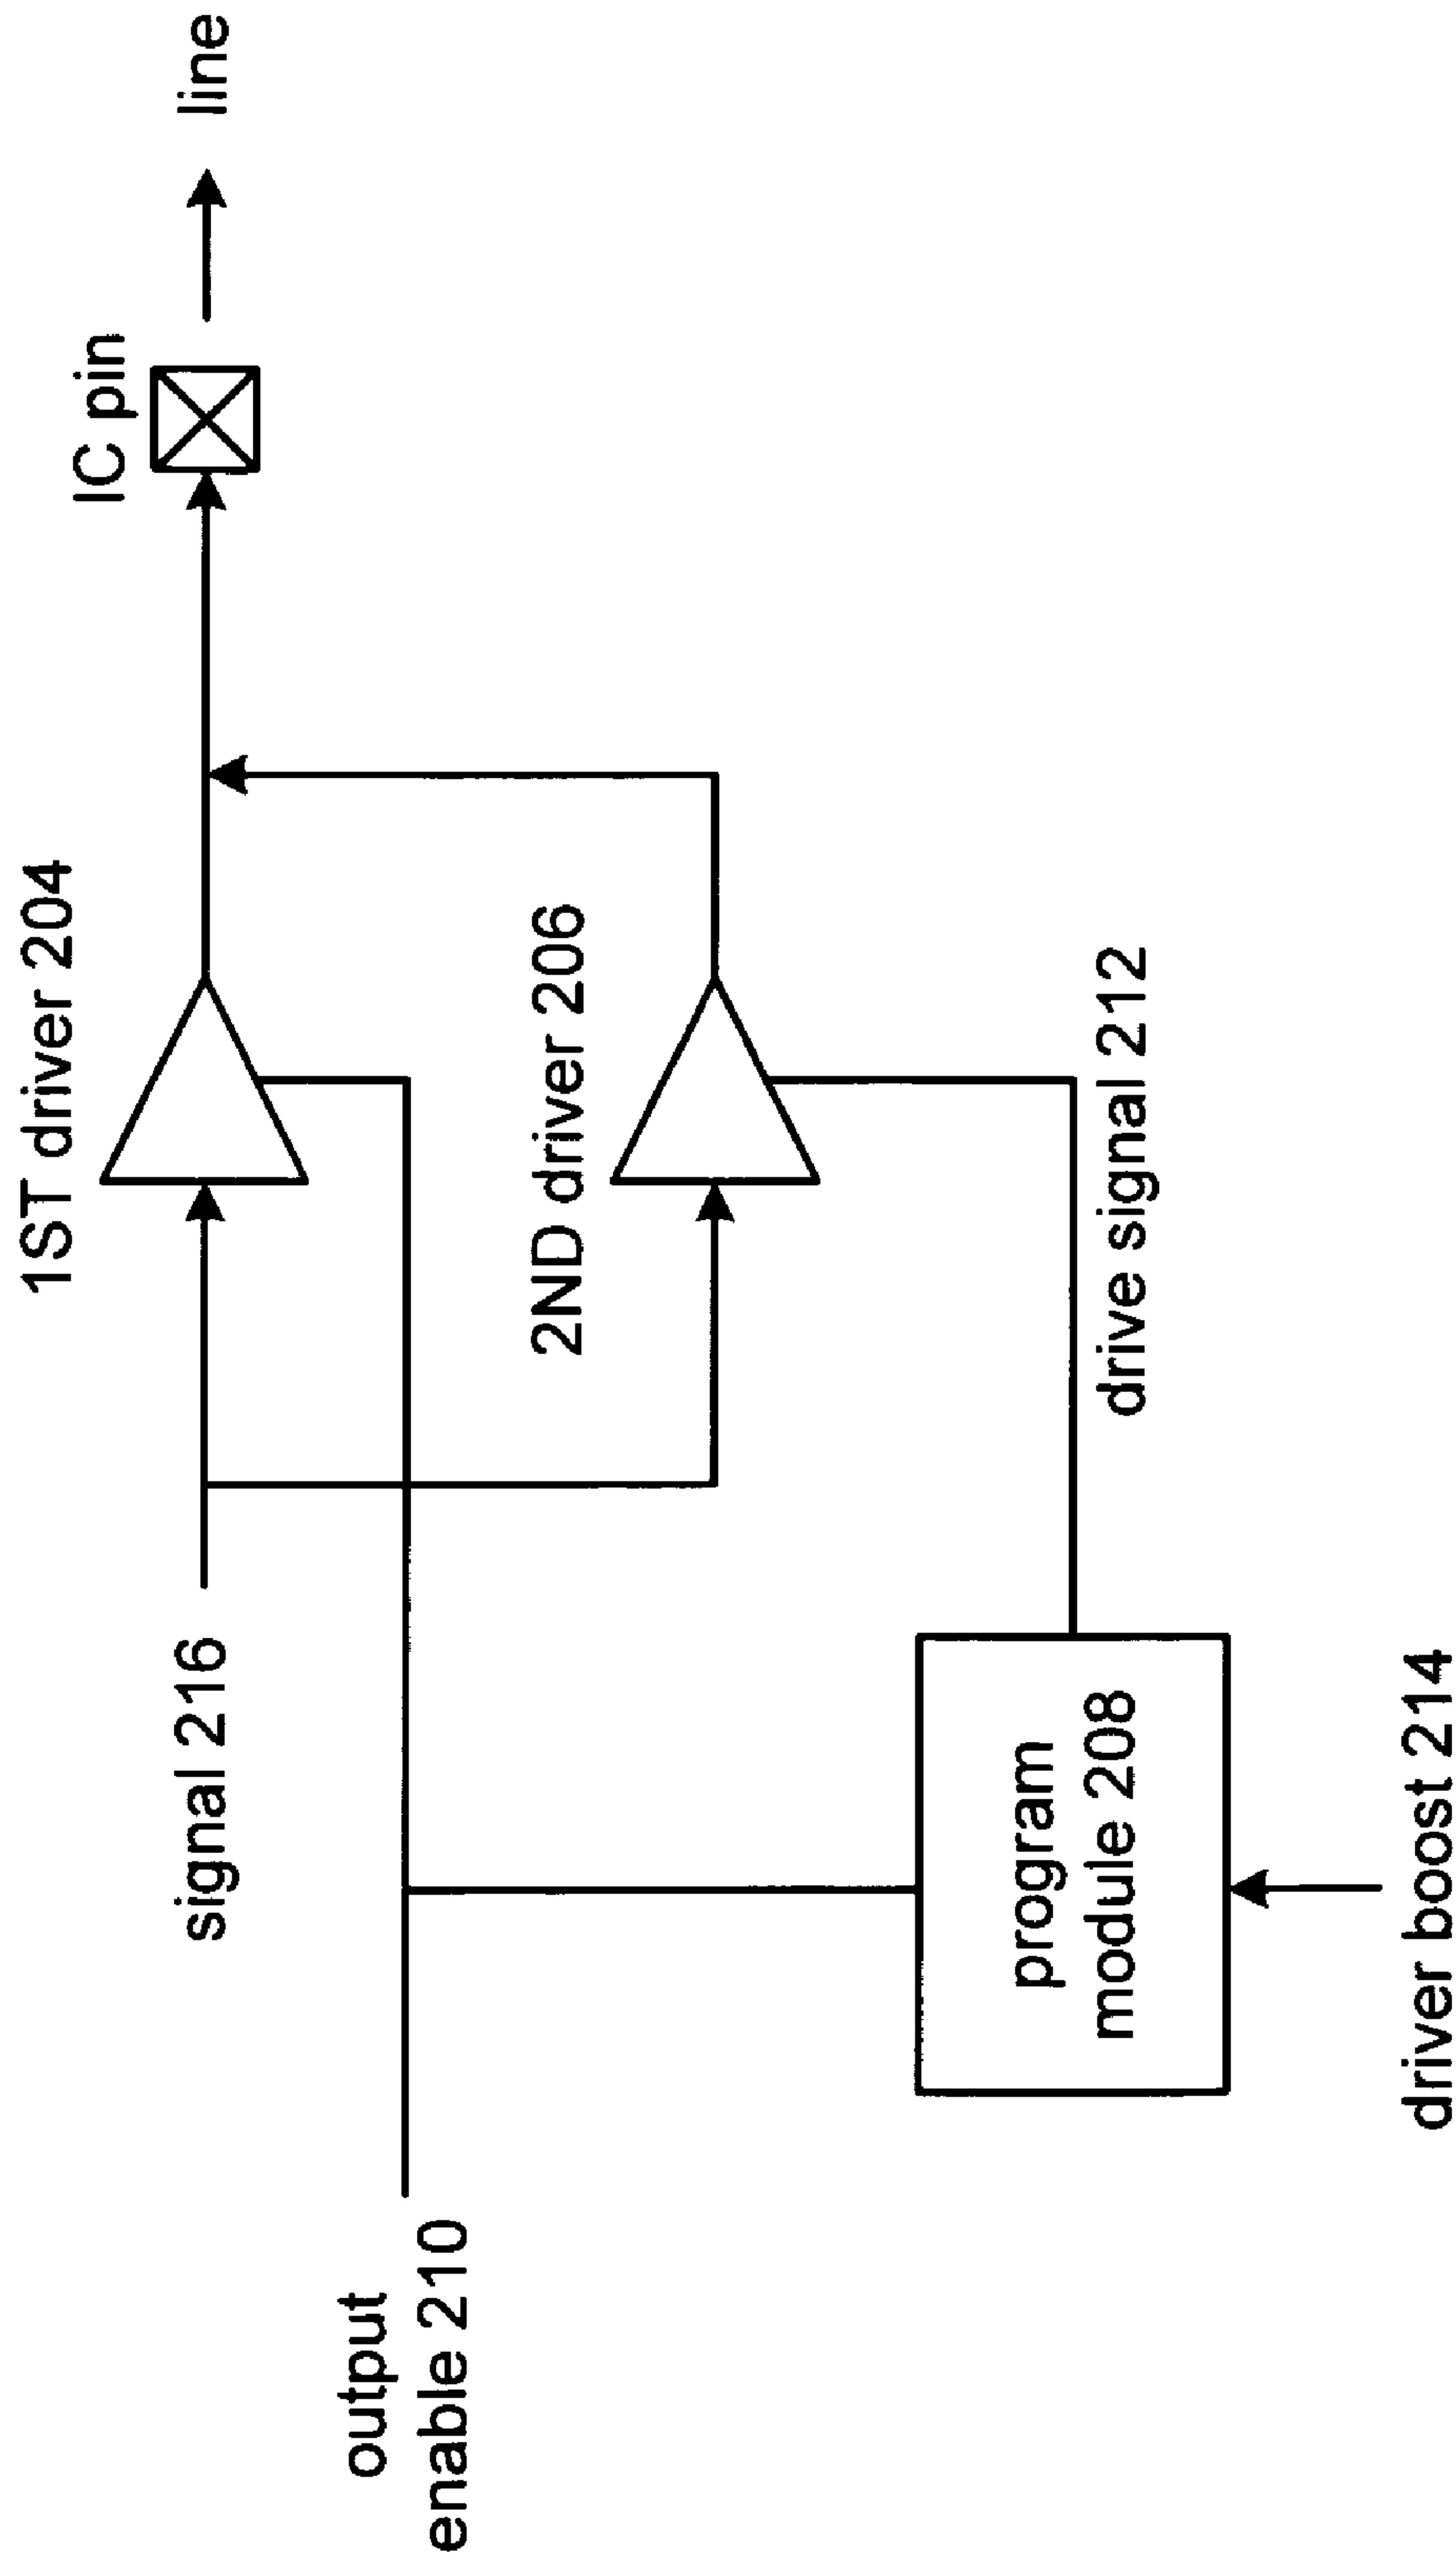 1ST driver 204
IC pin
line
signal 216
output
enable 210
2ND driver 206
program
module 208
drive signal 212
driver boost 214